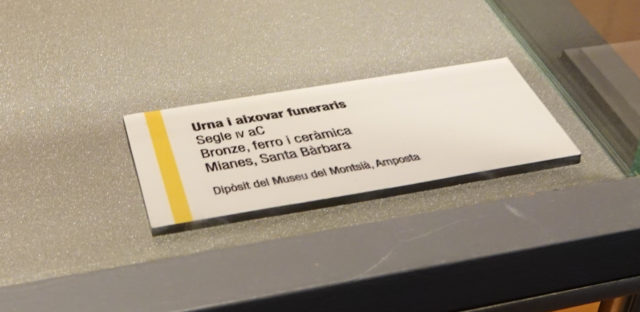 Urna i aixovar funeraris
Segle IV aC
Bronze, ferro i ceràmica
Mianes, Santa Bàrbara
Dipòsit del Museu del Montsià, Amposta